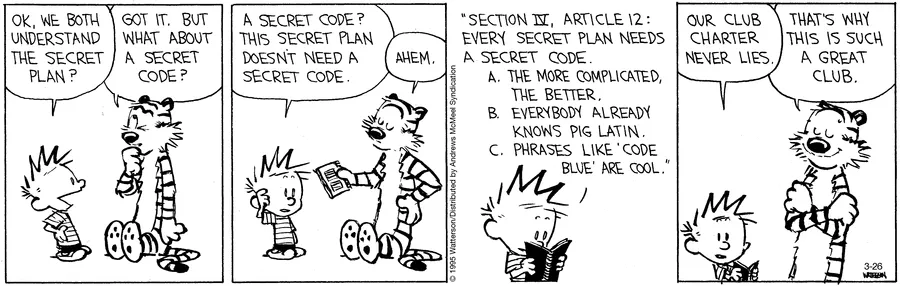 OK, WE BOTH
UNDERSTAND
THE SECRET
PLAN?
GOT IT. BUT
WHAT ABOUT
A SECRET
CODE?
A SECRET CODE?
THIS SECRET PLAN
DOESN'T NEED A
SECRET CODE.
AHEM.
© 1995 Watterson/Distributed by Andrews McMeel Syndication
"SECTION IV, ARTICLE 12:
EVERY SECRET PLAN NEEDS
A SECRET CODE.
A. THE MORE COMPLICATED,
THE BETTER.
B. EVERYBODY ALREADY
KNOWS PIG LATIN.
C. PHRASES LIKE 'CODE
BLUE' ARE COOL."
OUR CLUB
CHARTER
NEVER LIES.
THAT'S WHY
THIS IS SUCH
A GREAT
CLUB.
3-26
WATTERSON